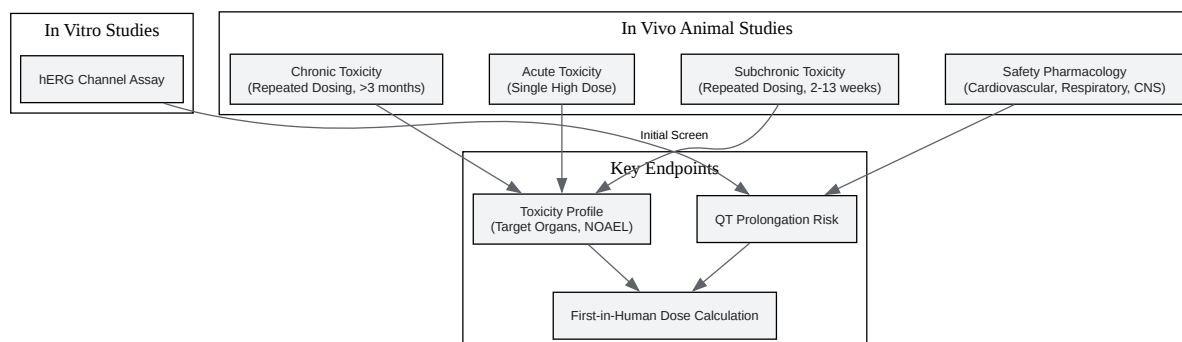 In Vitro Studies
hERG Channel Assay
In Vivo Animal Studies
Chronic Toxicity
(Repeated Dosing, >3 months)
Acute Toxicity
(Single High Dose)
Subchronic Toxicity
(Repeated Dosing, 2-13 weeks)
Safety Pharmacology
(Cardiovascular, Respiratory, CNS)
Initial Screen
Key Endpoints
Toxicity Profile
(Target Organs, NOAEL)
QT Prolongation Risk
First-in-Human Dose Calculation